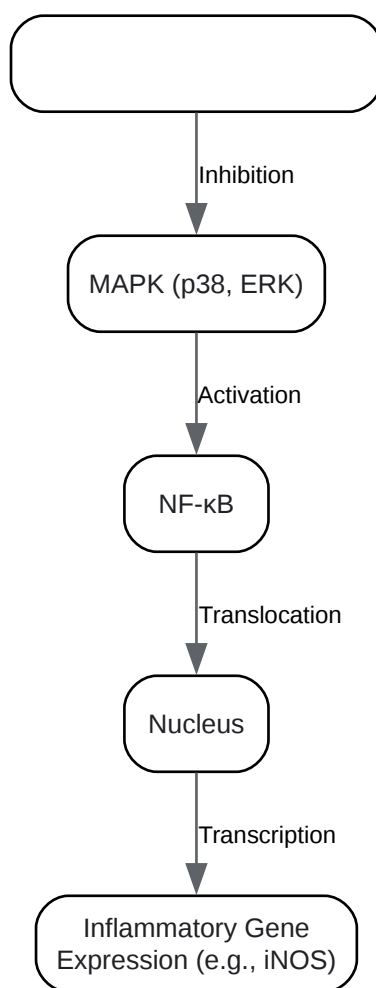 Inhibition
MAPK (p38, ERK)
Activation
NF-κB
Translocation
Nucleus
Transcription
Inflammatory Gene
Expression (e.g., iNOS)